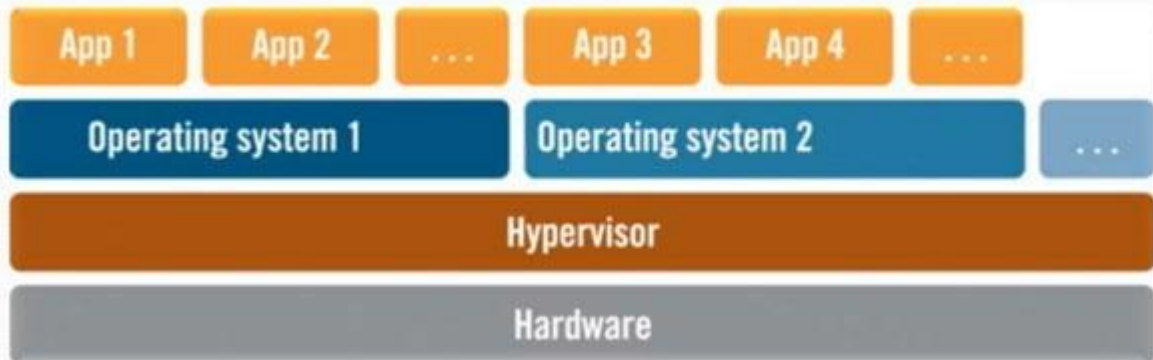 App 1 App 2 ... App 3 App 4 ...
Operating system 1 Operating system 2 ...
Hypervisor
Hardware